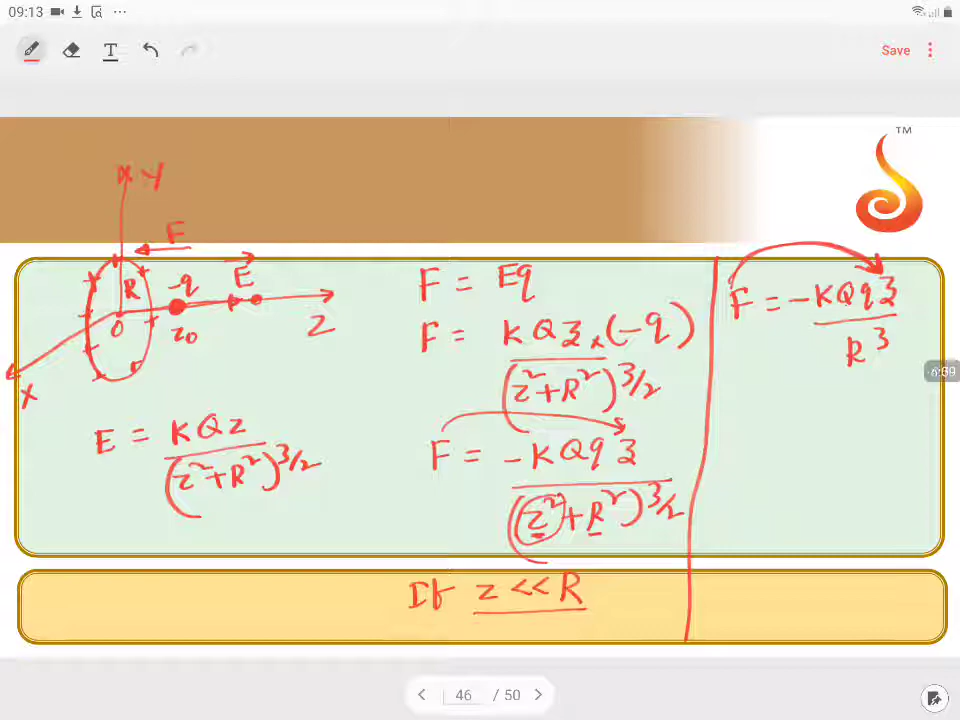 09:13
T
Save
TM
Y
F
R
-q
E
O
z₀
Z
X
E = KQz / (z²+R²)^3/2
F = Eq
F = KQz × (-q) / (z²+R²)^3/2
F = -KQqz / (z²+R²)^3/2
If z << R
F = -KQqz / R³
46 / 50